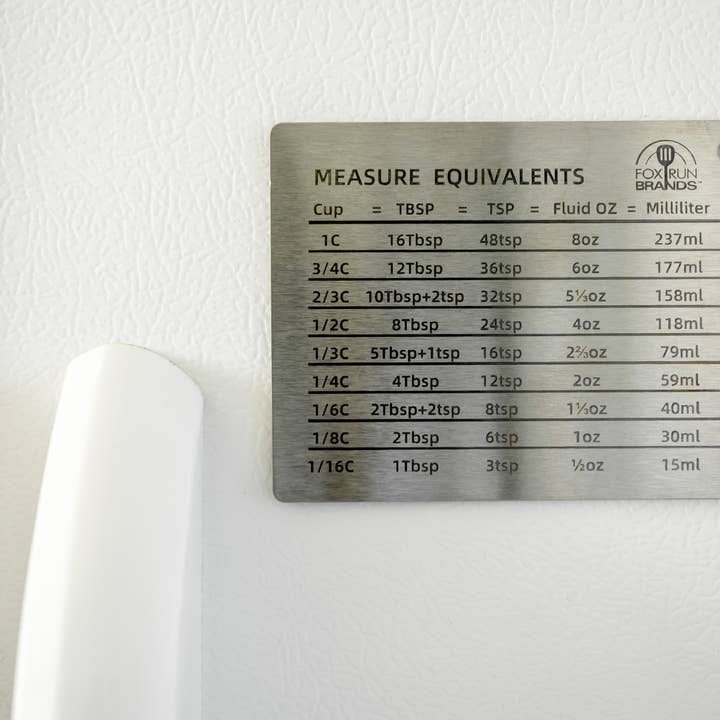 MEASURE EQUIVALENTS
FOX RUN
BRANDS™
Cup = TBSP = TSP = Fluid OZ = Milliliter
1C 16Tbsp 48tsp 8oz 237ml
3/4C 12Tbsp 36tsp 6oz 177ml
2/3C 10Tbsp+2tsp 32tsp 5⅓oz 158ml
1/2C 8Tbsp 24tsp 4oz 118ml
1/3C 5Tbsp+1tsp 16tsp 2⅔oz 79ml
1/4C 4Tbsp 12tsp 2oz 59ml
1/6C 2Tbsp+2tsp 8tsp 1⅓oz 40ml
1/8C 2Tbsp 6tsp 1oz 30ml
1/16C 1Tbsp 3tsp ½oz 15ml